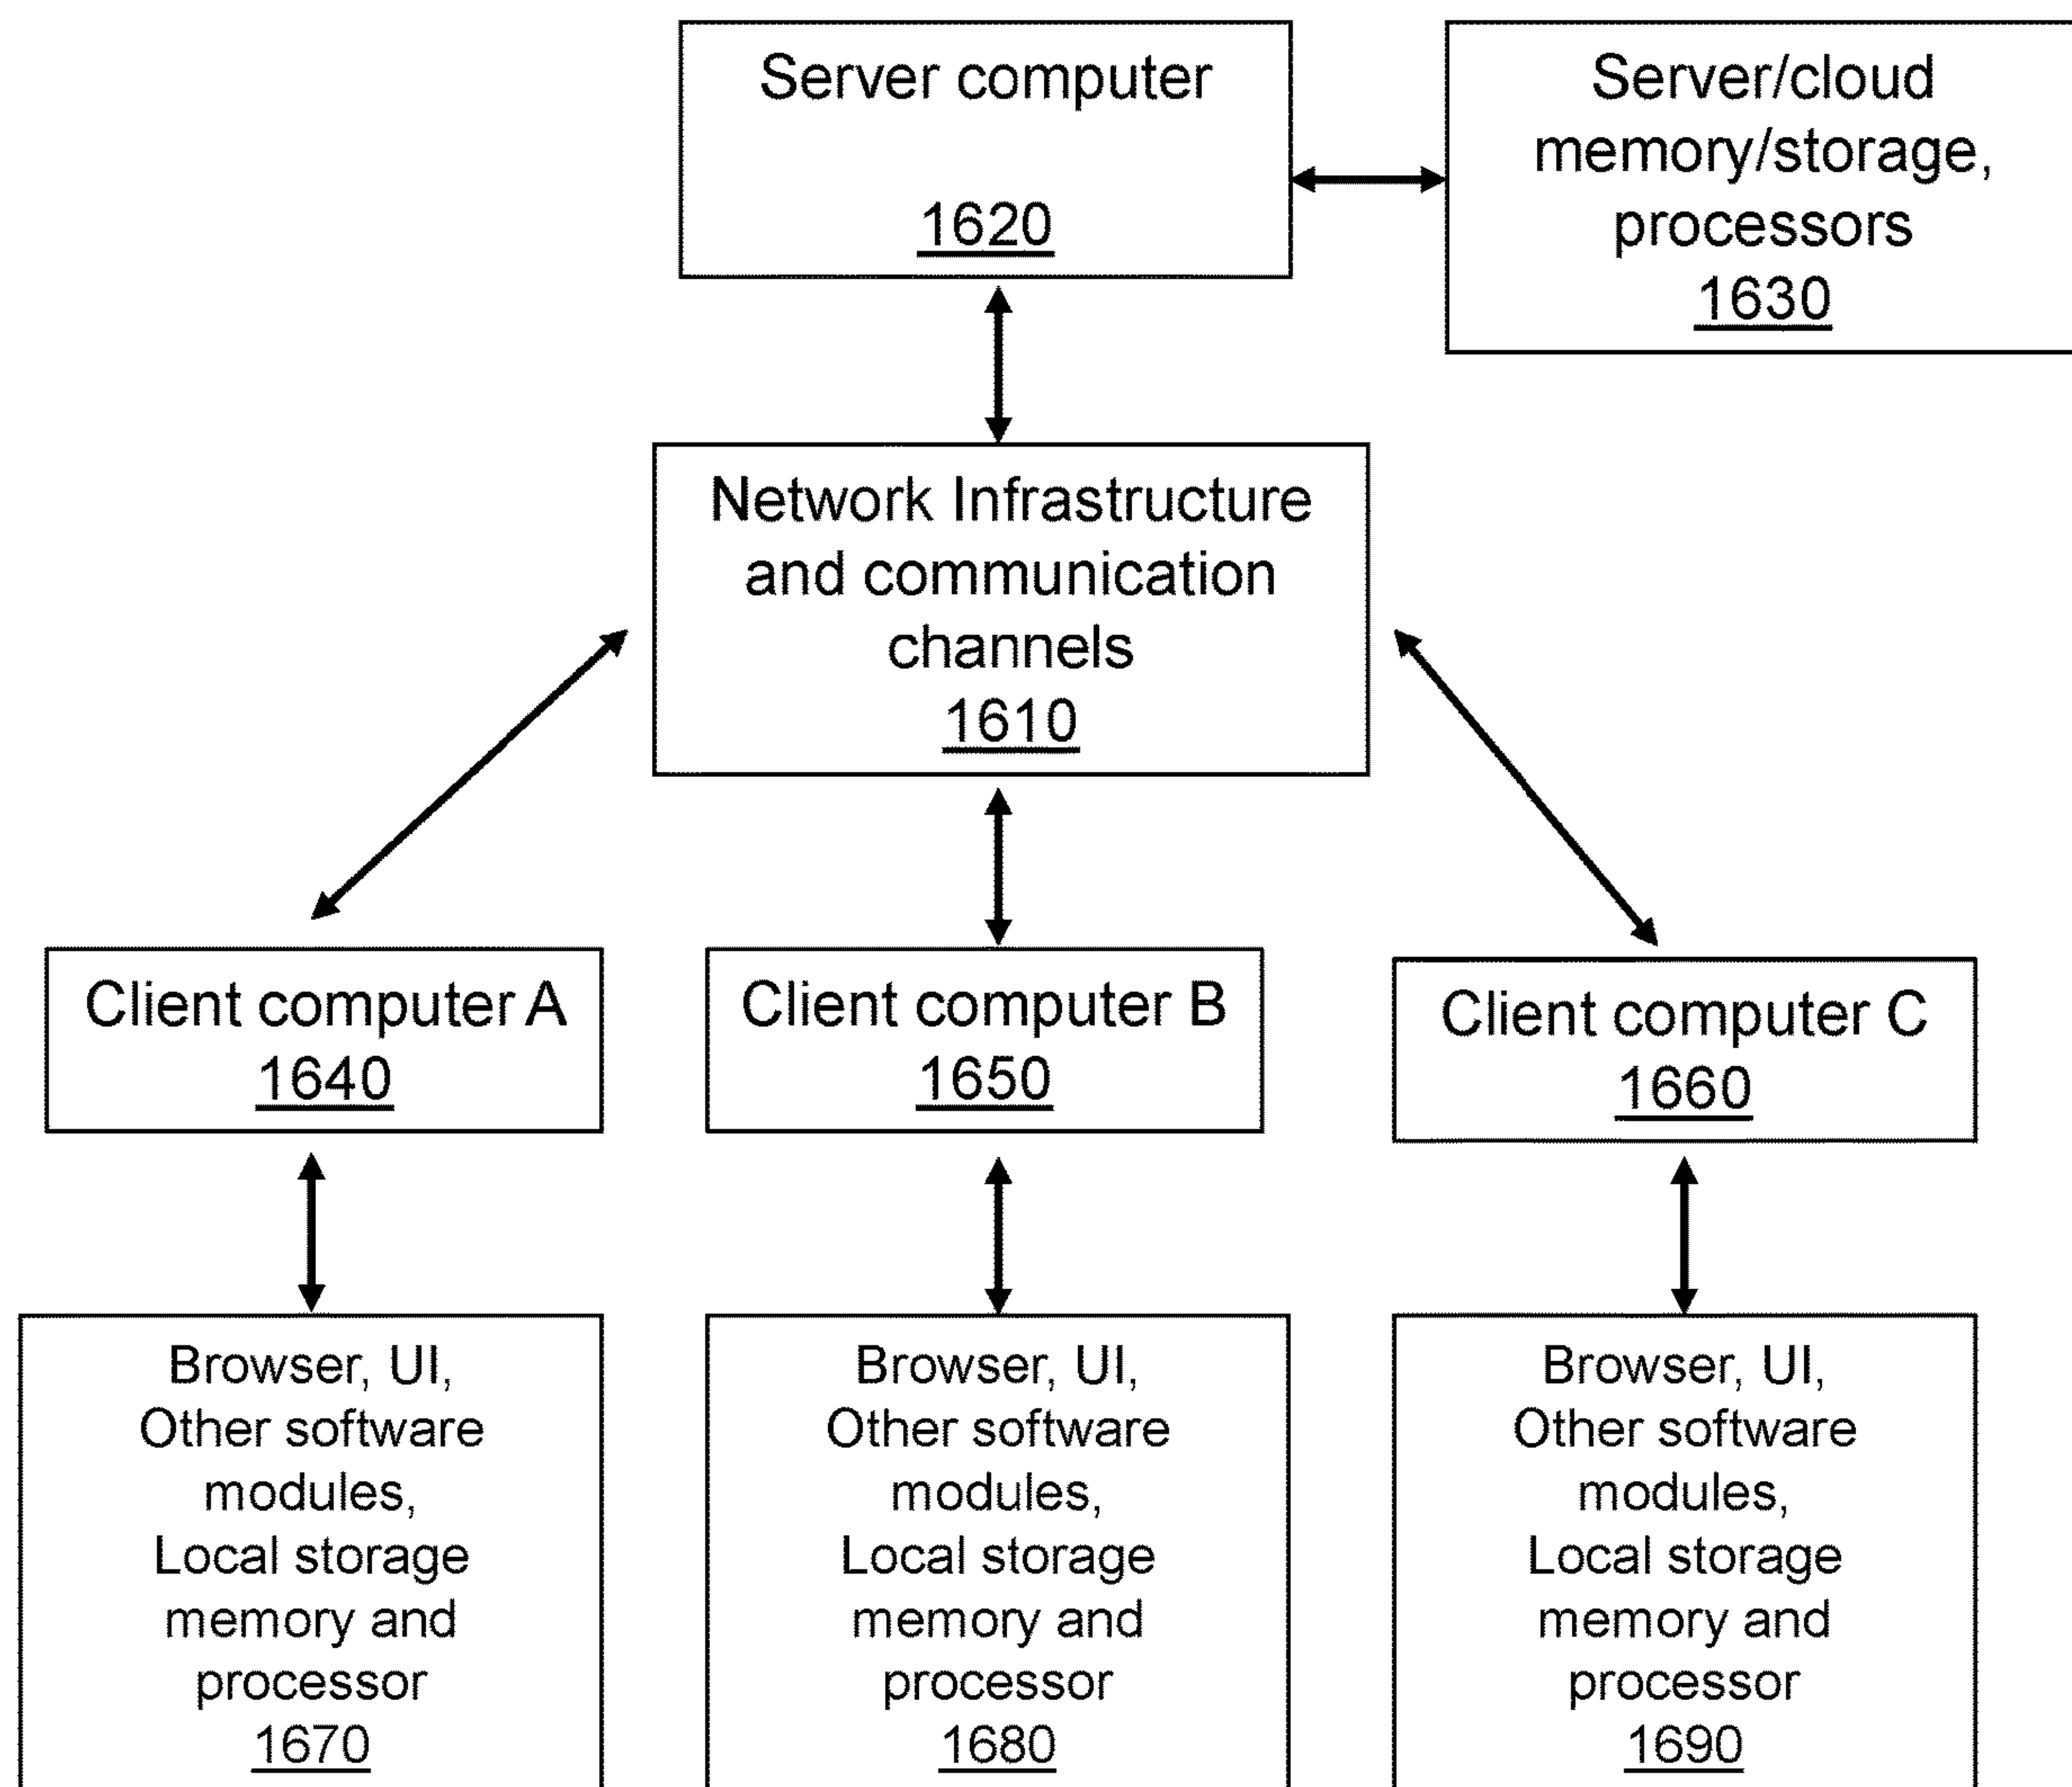 Server computer
1620
Server/cloud
memory/storage,
processors
1630
Network Infrastructure
and communication
channels
1610
Client computer A
1640
Client computer B
1650
Client computer C
1660
Browser, UI,
Other software
modules,
Local storage
memory and
processor
1670
Browser, UI,
Other software
modules,
Local storage
memory and
processor
1680
Browser, UI,
Other software
modules,
Local storage
memory and
processor
1690